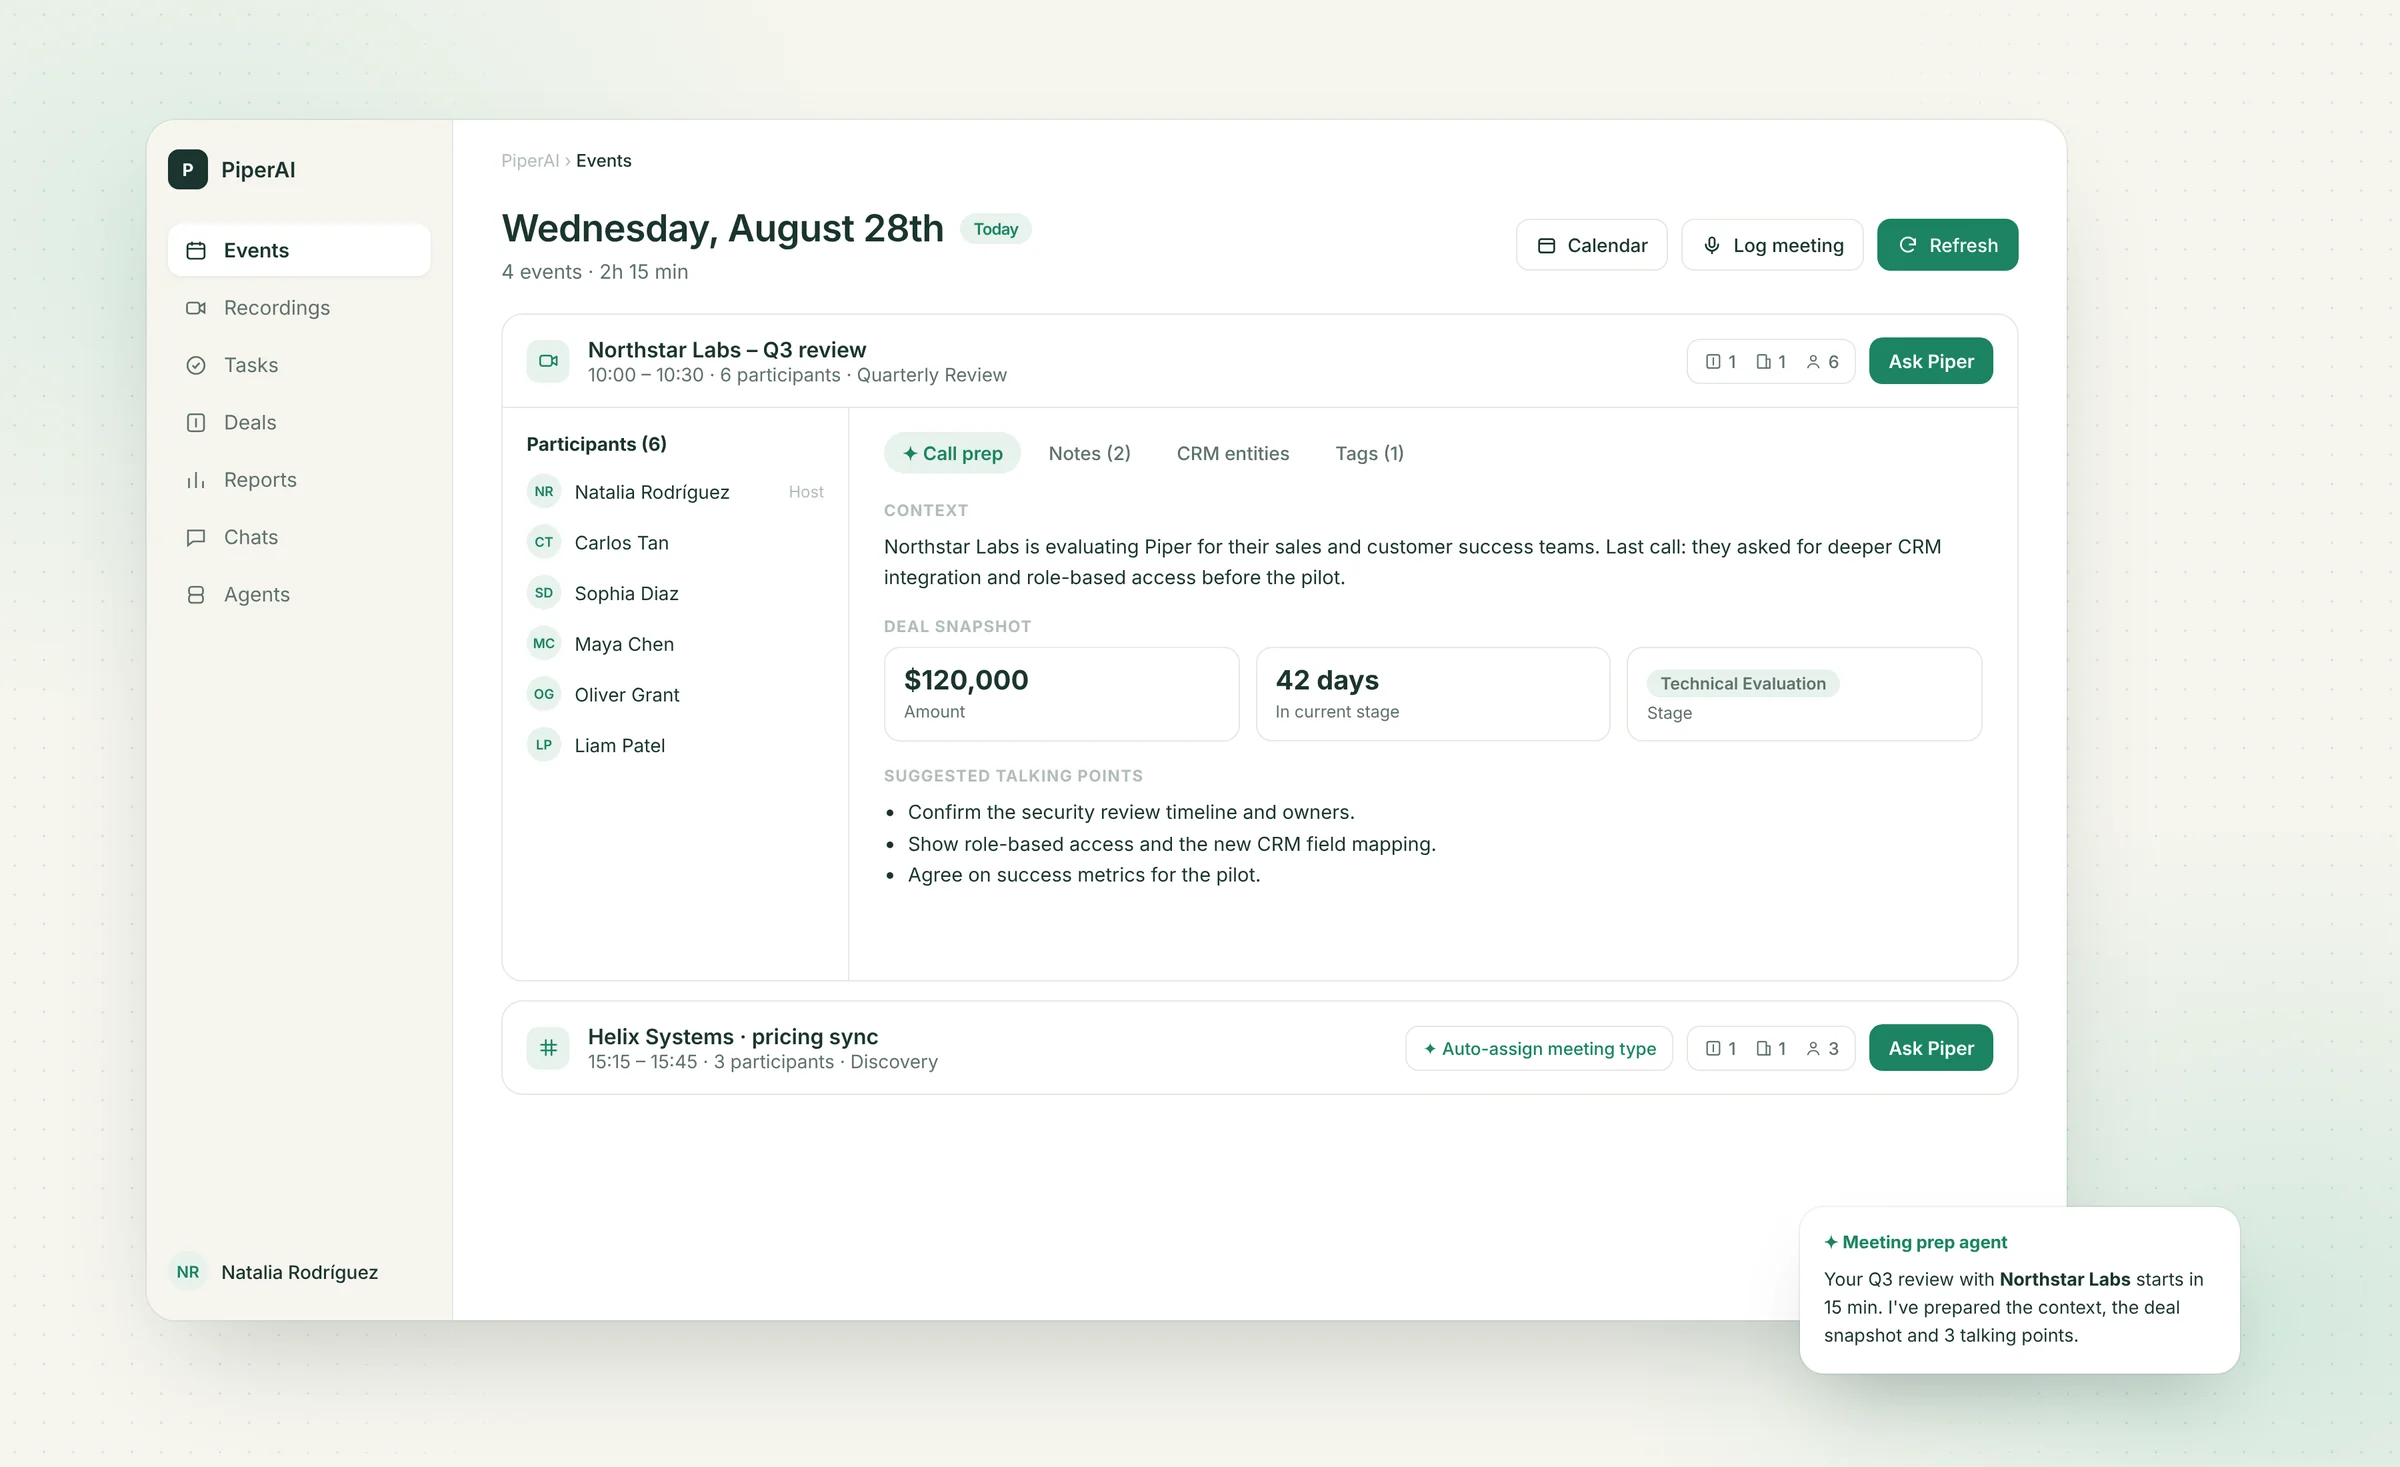 P PiperAI
Events
Recordings
Tasks
Deals
Reports
Chats
Agents
NR Natalia Rodríguez
PiperAI › Events
Wednesday, August 28th Today
4 events · 2h 15 min
Calendar Log meeting Refresh
Northstar Labs – Q3 review
10:00 – 10:30 · 6 participants · Quarterly Review
1 1 6 Ask Piper
Participants (6)
NR Natalia Rodríguez Host
CT Carlos Tan
SD Sophia Diaz
MC Maya Chen
OG Oliver Grant
LP Liam Patel
✦ Call prep Notes (2) CRM entities Tags (1)
CONTEXT
Northstar Labs is evaluating Piper for their sales and customer success teams. Last call: they asked for deeper CRM
integration and role-based access before the pilot.
DEAL SNAPSHOT
$120,000
Amount
42 days
In current stage
Technical Evaluation
Stage
SUGGESTED TALKING POINTS
• Confirm the security review timeline and owners.
• Show role-based access and the new CRM field mapping.
• Agree on success metrics for the pilot.
Helix Systems · pricing sync
15:15 – 15:45 · 3 participants · Discovery
✦ Auto-assign meeting type 1 1 3 Ask Piper
✦ Meeting prep agent
Your Q3 review with Northstar Labs starts in
15 min. I've prepared the context, the deal
snapshot and 3 talking points.